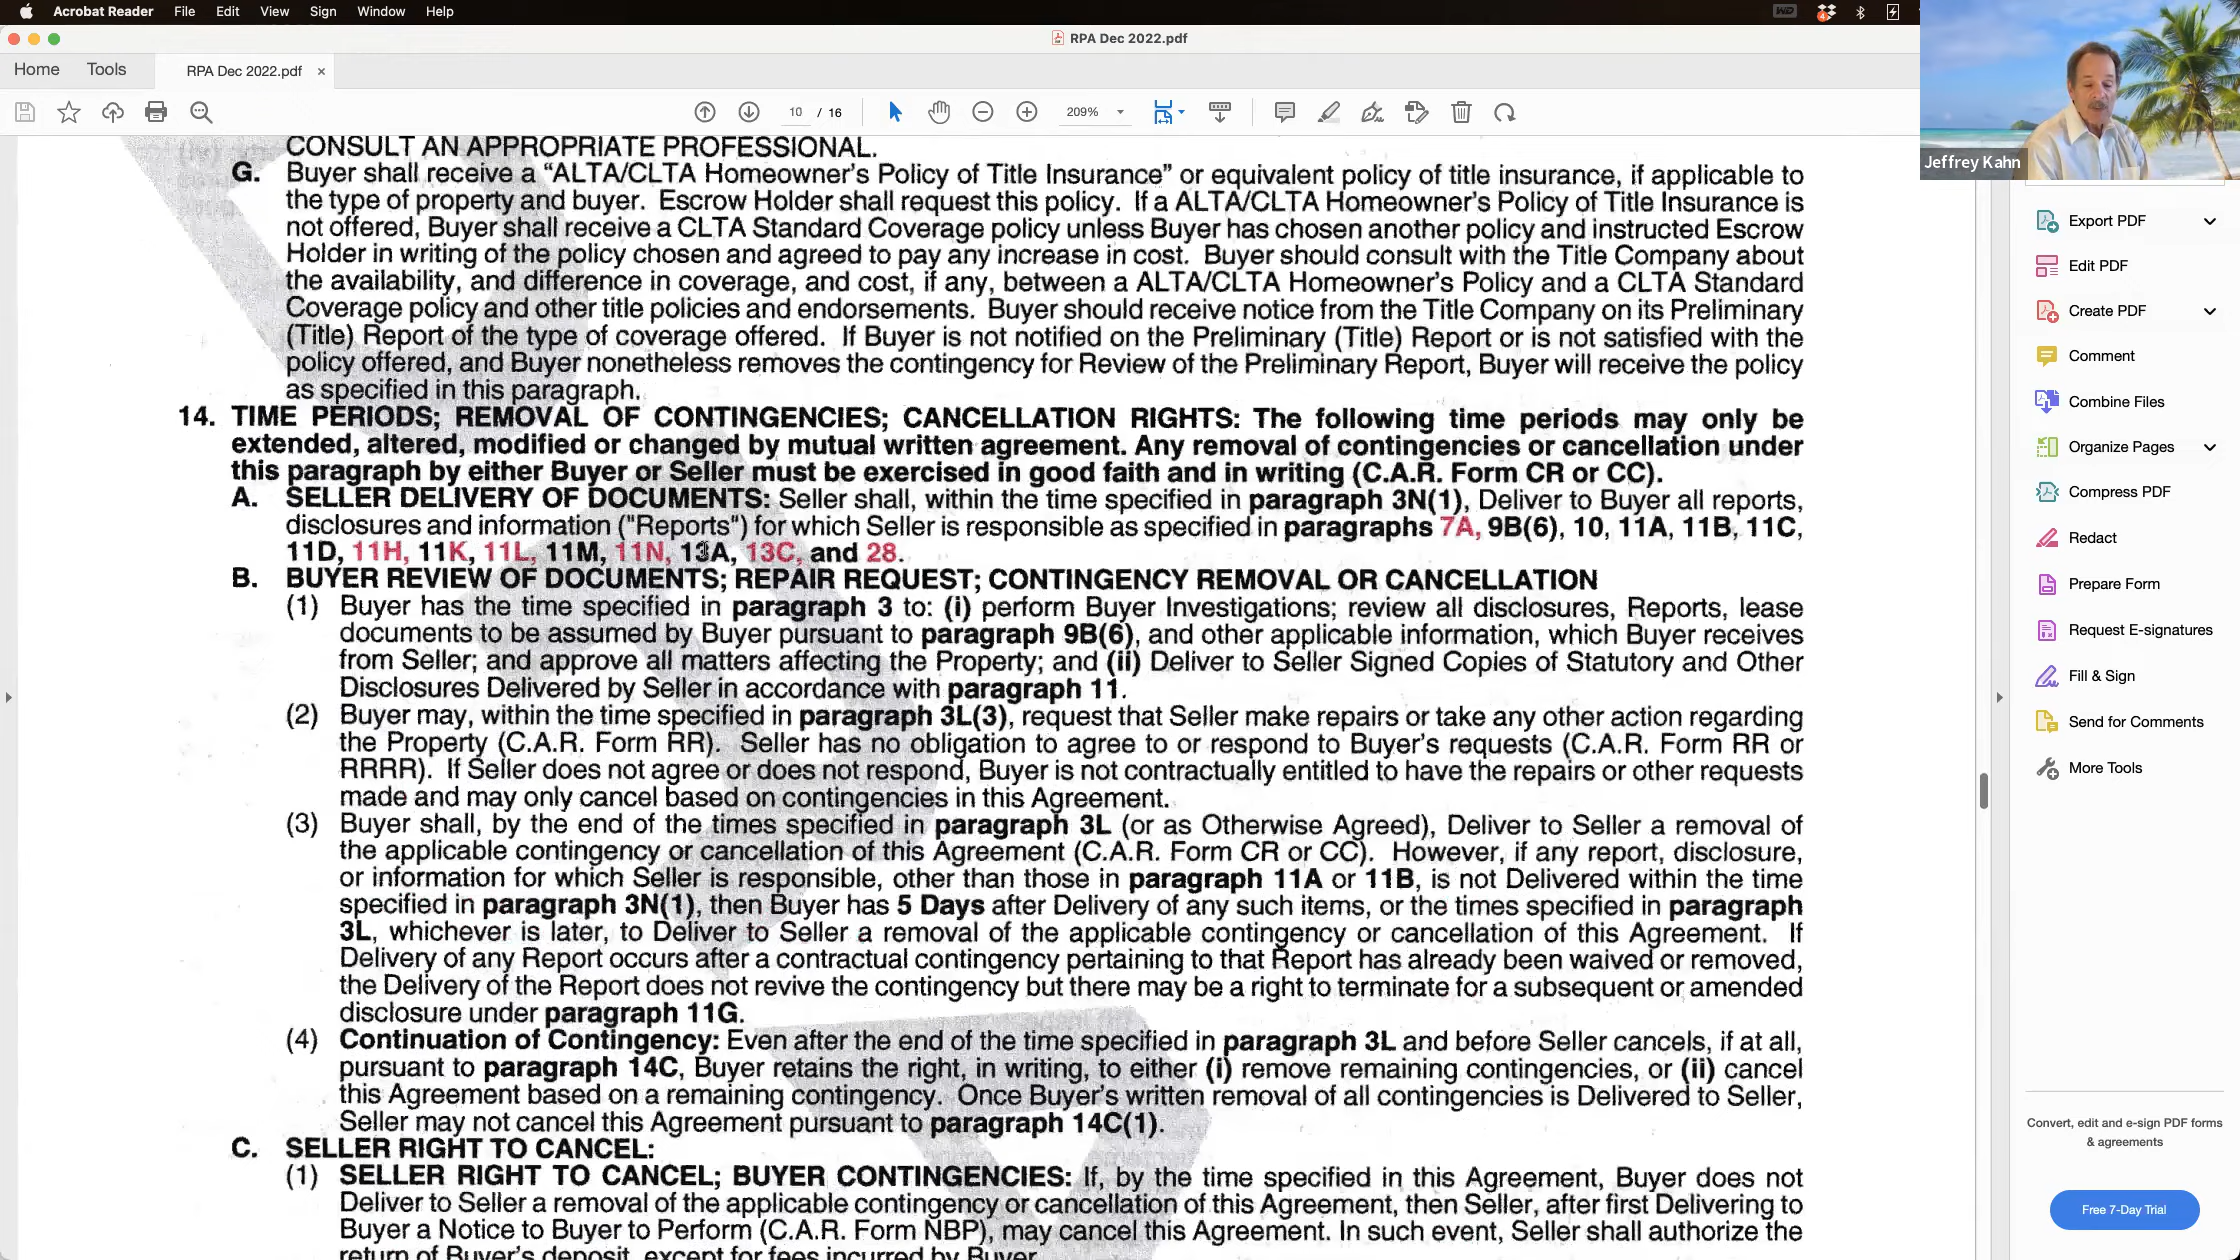 Acrobat Reader File Edit View Sign Window Help
RPA Dec 2022.pdf
Home Tools RPA Dec 2022.pdf ×
10 / 16 209%
Jeffrey Kahn
CONSULT AN APPROPRIATE PROFESSIONAL.
G. Buyer shall receive a “ALTA/CLTA Homeowner’s Policy of Title Insurance” or equivalent policy of title insurance, if applicable to
the type of property and buyer. Escrow Holder shall request this policy. If a ALTA/CLTA Homeowner’s Policy of Title Insurance is
not offered, Buyer shall receive a CLTA Standard Coverage policy unless Buyer has chosen another policy and instructed Escrow
Holder in writing of the policy chosen and agreed to pay any increase in cost. Buyer should consult with the Title Company about
the availability, and difference in coverage, and cost, if any, between a ALTA/CLTA Homeowner’s Policy and a CLTA Standard
Coverage policy and other title policies and endorsements. Buyer should receive notice from the Title Company on its Preliminary
(Title) Report of the type of coverage offered. If Buyer is not notified on the Preliminary (Title) Report or is not satisfied with the
policy offered, and Buyer nonetheless removes the contingency for Review of the Preliminary Report, Buyer will receive the policy
as specified in this paragraph.
14. TIME PERIODS; REMOVAL OF CONTINGENCIES; CANCELLATION RIGHTS: The following time periods may only be
extended, altered, modified or changed by mutual written agreement. Any removal of contingencies or cancellation under
this paragraph by either Buyer or Seller must be exercised in good faith and in writing (C.A.R. Form CR or CC).
A. SELLER DELIVERY OF DOCUMENTS: Seller shall, within the time specified in paragraph 3N(1), Deliver to Buyer all reports,
disclosures and information ("Reports") for which Seller is responsible as specified in paragraphs 7A, 9B(6), 10, 11A, 11B, 11C,
11D, 11H, 11K, 11L, 11M, 11N, 13A, 13C, and 28.
B. BUYER REVIEW OF DOCUMENTS; REPAIR REQUEST; CONTINGENCY REMOVAL OR CANCELLATION
(1) Buyer has the time specified in paragraph 3 to: (i) perform Buyer Investigations; review all disclosures, Reports, lease
documents to be assumed by Buyer pursuant to paragraph 9B(6), and other applicable information, which Buyer receives
from Seller; and approve all matters affecting the Property; and (ii) Deliver to Seller Signed Copies of Statutory and Other
Disclosures Delivered by Seller in accordance with paragraph 11.
(2) Buyer may, within the time specified in paragraph 3L(3), request that Seller make repairs or take any other action regarding
the Property (C.A.R. Form RR). Seller has no obligation to agree to or respond to Buyer’s requests (C.A.R. Form RR or
RRRR). If Seller does not agree or does not respond, Buyer is not contractually entitled to have the repairs or other requests
made and may only cancel based on contingencies in this Agreement.
(3) Buyer shall, by the end of the times specified in paragraph 3L (or as Otherwise Agreed), Deliver to Seller a removal of
the applicable contingency or cancellation of this Agreement (C.A.R. Form CR or CC). However, if any report, disclosure,
or information for which Seller is responsible, other than those in paragraph 11A or 11B, is not Delivered within the time
specified in paragraph 3N(1), then Buyer has 5 Days after Delivery of any such items, or the times specified in paragraph
3L, whichever is later, to Deliver to Seller a removal of the applicable contingency or cancellation of this Agreement. If
Delivery of any Report occurs after a contractual contingency pertaining to that Report has already been waived or removed,
the Delivery of the Report does not revive the contingency but there may be a right to terminate for a subsequent or amended
disclosure under paragraph 11G.
(4) Continuation of Contingency: Even after the end of the time specified in paragraph 3L and before Seller cancels, if at all,
pursuant to paragraph 14C, Buyer retains the right, in writing, to either (i) remove remaining contingencies, or (ii) cancel
this Agreement based on a remaining contingency. Once Buyer’s written removal of all contingencies is Delivered to Seller,
Seller may not cancel this Agreement pursuant to paragraph 14C(1).
C. SELLER RIGHT TO CANCEL:
(1) SELLER RIGHT TO CANCEL; BUYER CONTINGENCIES: If, by the time specified in this Agreement, Buyer does not
Deliver to Seller a removal of the applicable contingency or cancellation of this Agreement, then Seller, after first Delivering to
Buyer a Notice to Buyer to Perform (C.A.R. Form NBP), may cancel this Agreement. In such event, Seller shall authorize the
return of Buyer’s deposit, except for fees incurred by Buyer.
Export PDF
Edit PDF
Create PDF
Comment
Combine Files
Organize Pages
Compress PDF
Redact
Prepare Form
Request E-signatures
Fill & Sign
Send for Comments
More Tools
Convert, edit and e-sign PDF forms
& agreements
Free 7-Day Trial